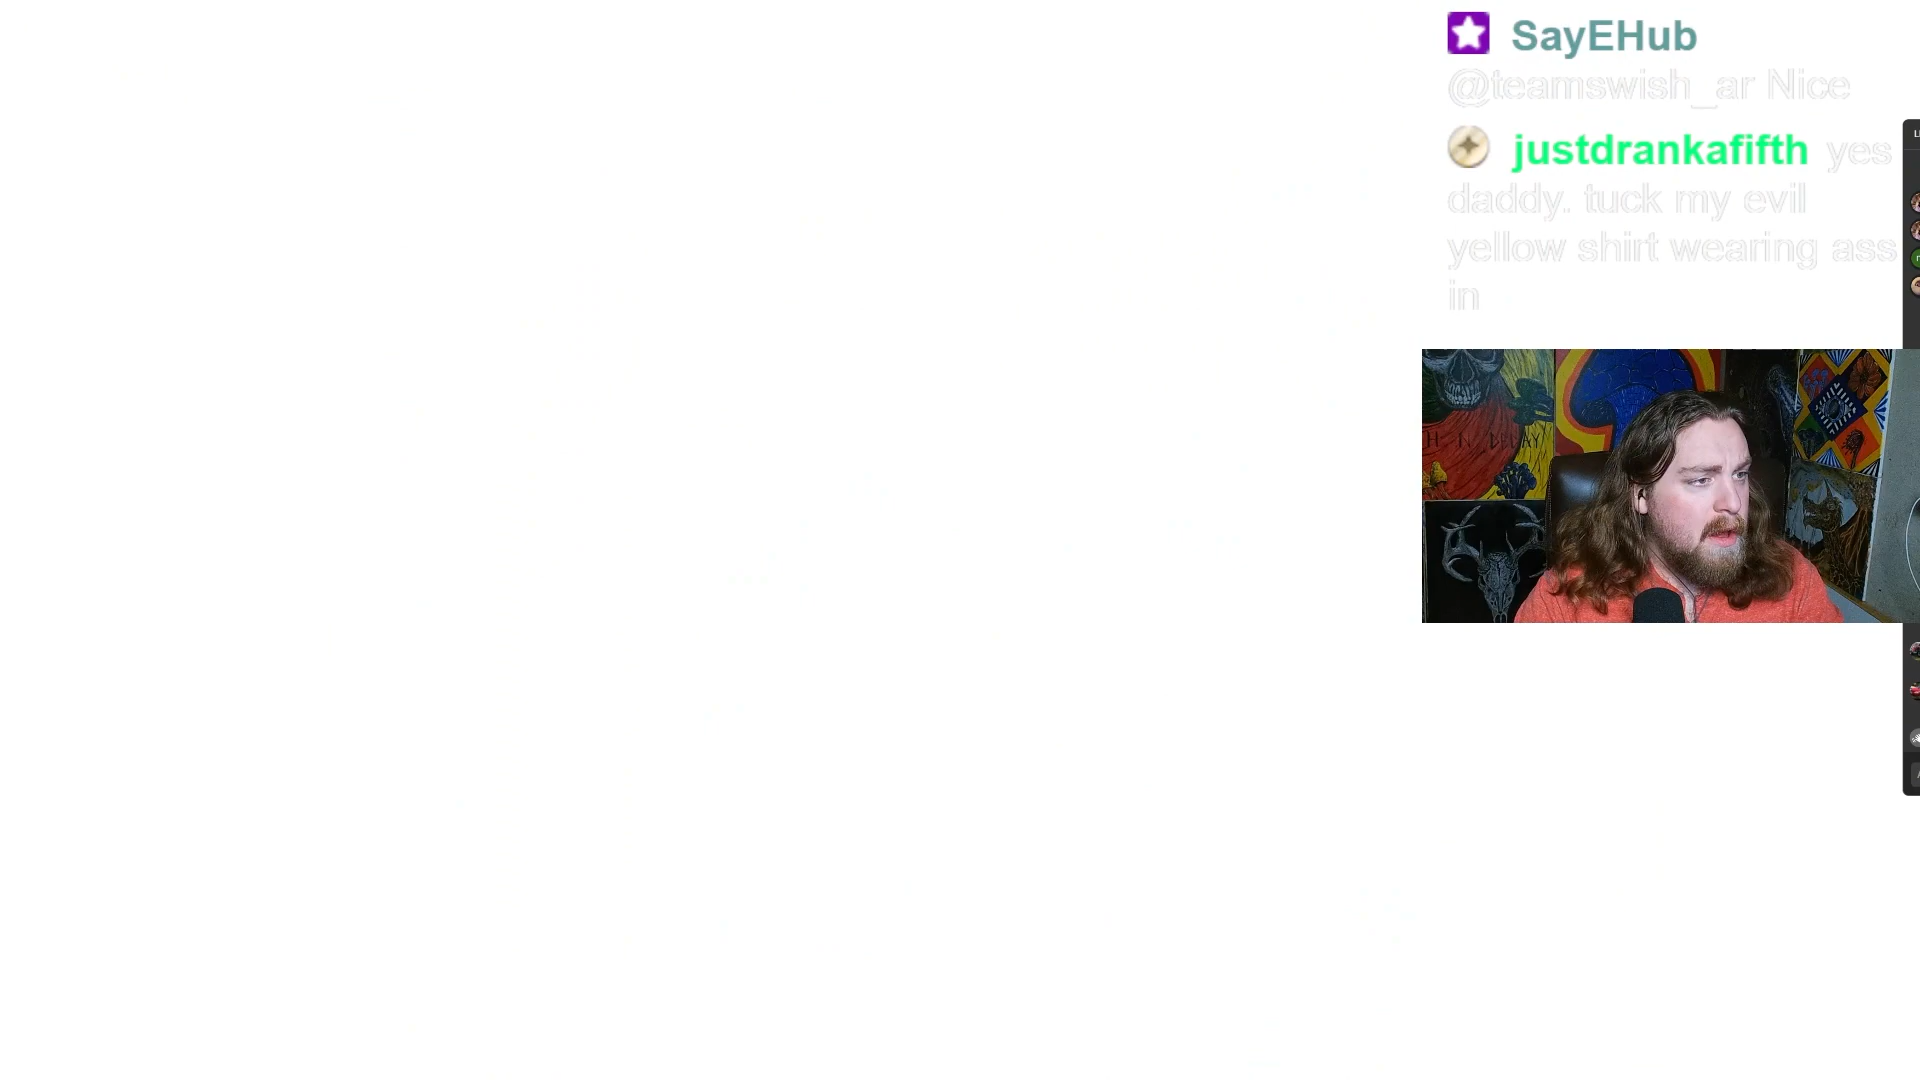 SayEHub
@teamswish_ar Nice
justdrankafifth yes
daddy. tuck my evil
yellow shirt wearing ass
in